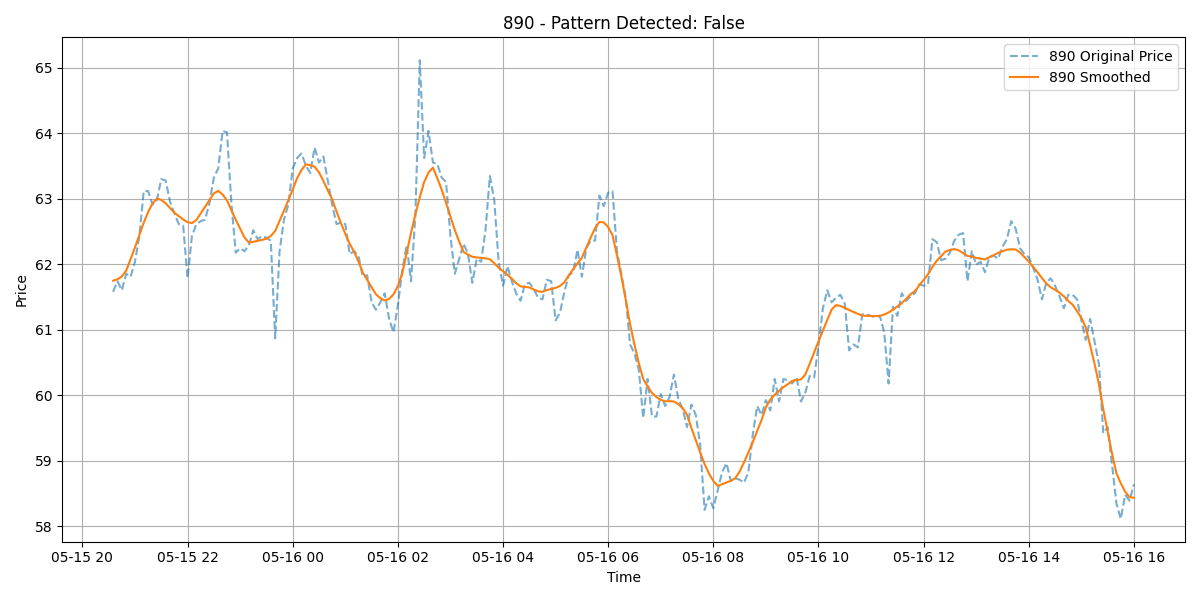 890 - Pattern Detected: False
890 Original Price
890 Smoothed
Price
65
64
63
62
61
60
59
58
05-15 20 05-15 22 05-16 00 05-16 02 05-16 04 05-16 06 05-16 08 05-16 10 05-16 12 05-16 14 05-16 16
Time